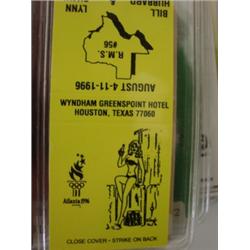 BILL LYNN
HUBBARD &
R.M.S.
#56
AUGUST 4-11-1996
WYNDHAM GREENSPOINT HOTEL
HOUSTON, TEXAS 77060
Atlanta 1996
CLOSE COVER - STRIKE ON BACK